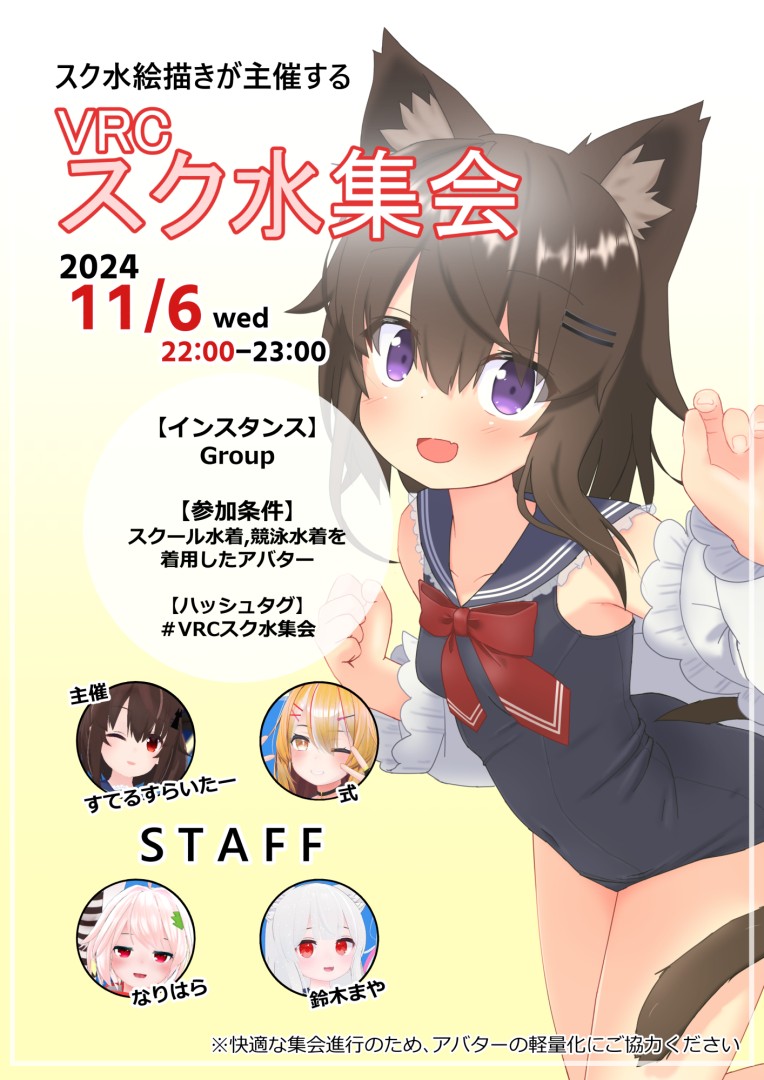 スク水絵描きが主催する
VRC
スク水集会
2024
11/6 wed
22:00-23:00
【インスタンス】
Group
【参加条件】
スクール水着,競泳水着を
着用したアバター
【ハッシュタグ】
#VRCスク水集会
主催
すてるすらいたー
式
STAFF
なりはら
鈴木まや
※快適な集会進行のため、アバターの軽量化にご協力ください